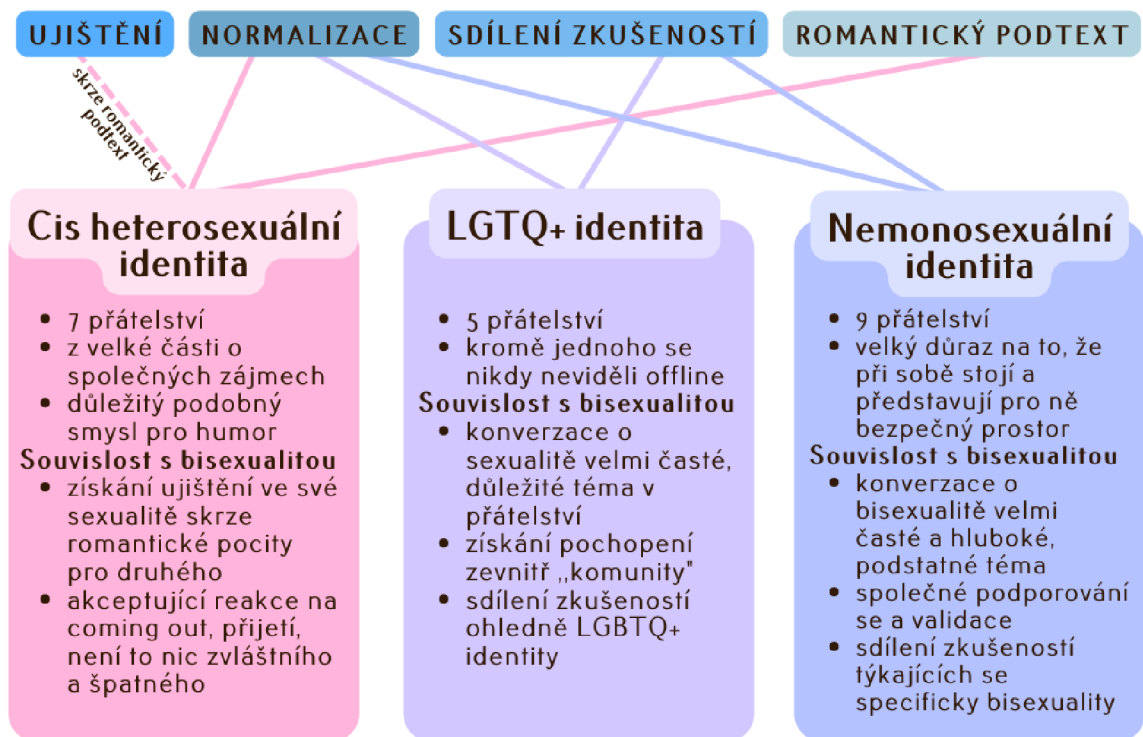 UJIŠTĚNÍ
NORMALIZACE
SDÍLENÍ ZKUŠENOSTÍ
ROMANTICKÝ PODTEXT
skrze romantický
podtext
Cis heterosexuální
identita
• 7 přátelství
• z velké části o
společných zájmech
• důležitý podobný
smysl pro humor
Souvislost s bisexualitou
• získání ujištění ve své
sexualitě skrze
romantické pocity
pro druhého
• akceptující reakce na
coming out, přijetí,
není to nic zvláštního
a špatného
LGTQ+ identita
• 5 přátelství
• kromě jednoho se
nikdy neviděli offline
Souvislost s bisexualitou
• konverzace o
sexualitě velmi časté,
důležité téma v
přátelství
• získání pochopení
zevnitř ,,komunity"
• sdílení zkušeností
ohledně LGBTQ+
identity
Nemonosexuální
identita
• 9 přátelství
• velký důraz na to, že
při sobě stojí a
představují pro ně
bezpečný prostor
Souvislost s bisexualitou
• konverzace o
bisexualitě velmi
časté a hluboké,
podstatné téma
• společné podporování
se a validace
• sdílení zkušeností
týkajících se
specificky bisexuality